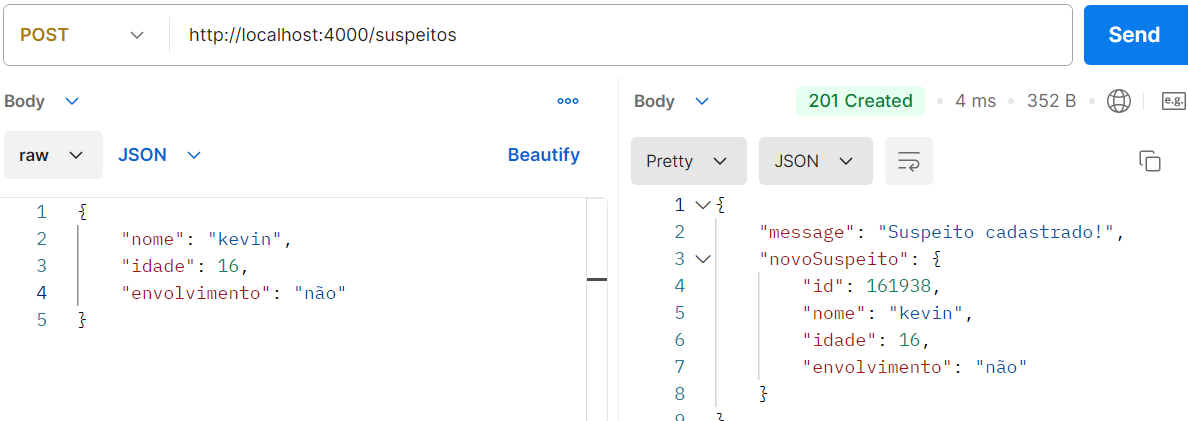 POST http://localhost:4000/suspeitos Send
Body
raw JSON Beautify
1 {
2 "nome": "kevin",
3 "idade": 16,
4 "envolvimento": "não"
5 }
Body 201 Created 4 ms 352 B e.g.
Pretty JSON
1 {
2 "message": "Suspeito cadastrado!",
3 "novoSuspeito": {
4 "id": 161938,
5 "nome": "kevin",
6 "idade": 16,
7 "envolvimento": "não"
8 }
9 }